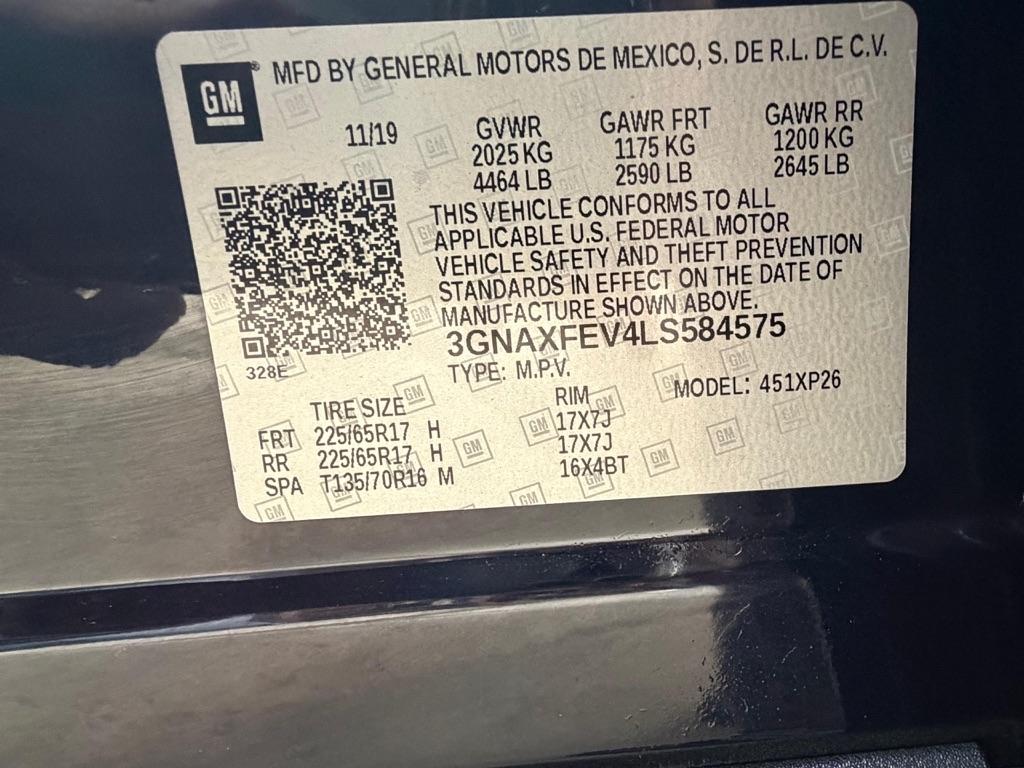 GM® MFD BY GENERAL MOTORS DE MEXICO, S. DE R.L. DE C.V.
11/19
GVWR
2025 KG
4464 LB
GAWR FRT
1175 KG
2590 LB
GAWR RR
1200 KG
2645 LB
THIS VEHICLE CONFORMS TO ALL
APPLICABLE U.S. FEDERAL MOTOR
VEHICLE SAFETY AND THEFT PREVENTION
STANDARDS IN EFFECT ON THE DATE OF
MANUFACTURE SHOWN ABOVE.
3GNAXFEV4LS584575
328E
TYPE: M.P.V.
MODEL: 451XP26
TIRE SIZE RIM
FRT 225/65R17 H 17X7J
RR 225/65R17 H 17X7J
SPA T135/70R16 M 16X4BT